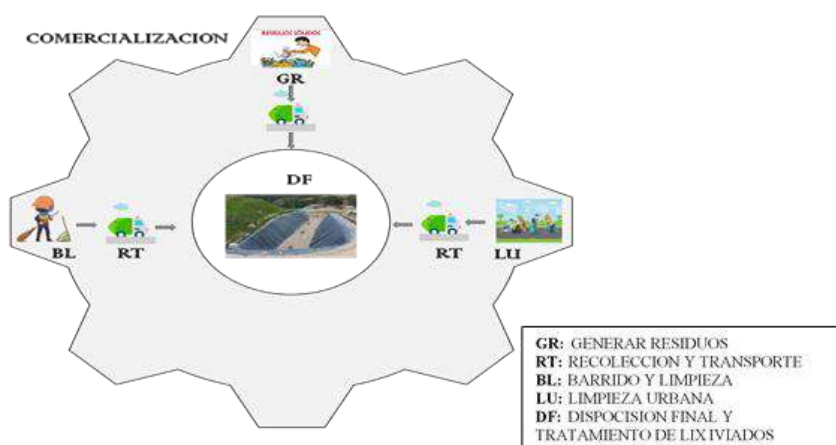 COMERCIALIZACION
RESIDUOS SÓLIDOS
GR
DF
BL
RT
RT
LU
GR: GENERAR RESIDUOS
RT: RECOLECCION Y TRANSPORTE
BL: BARRIDO Y LIMPIEZA
LU: LIMPIEZA URBANA
DF: DISPOCISION FINAL Y
TRATAMIENTO DE LIXIVIADOS